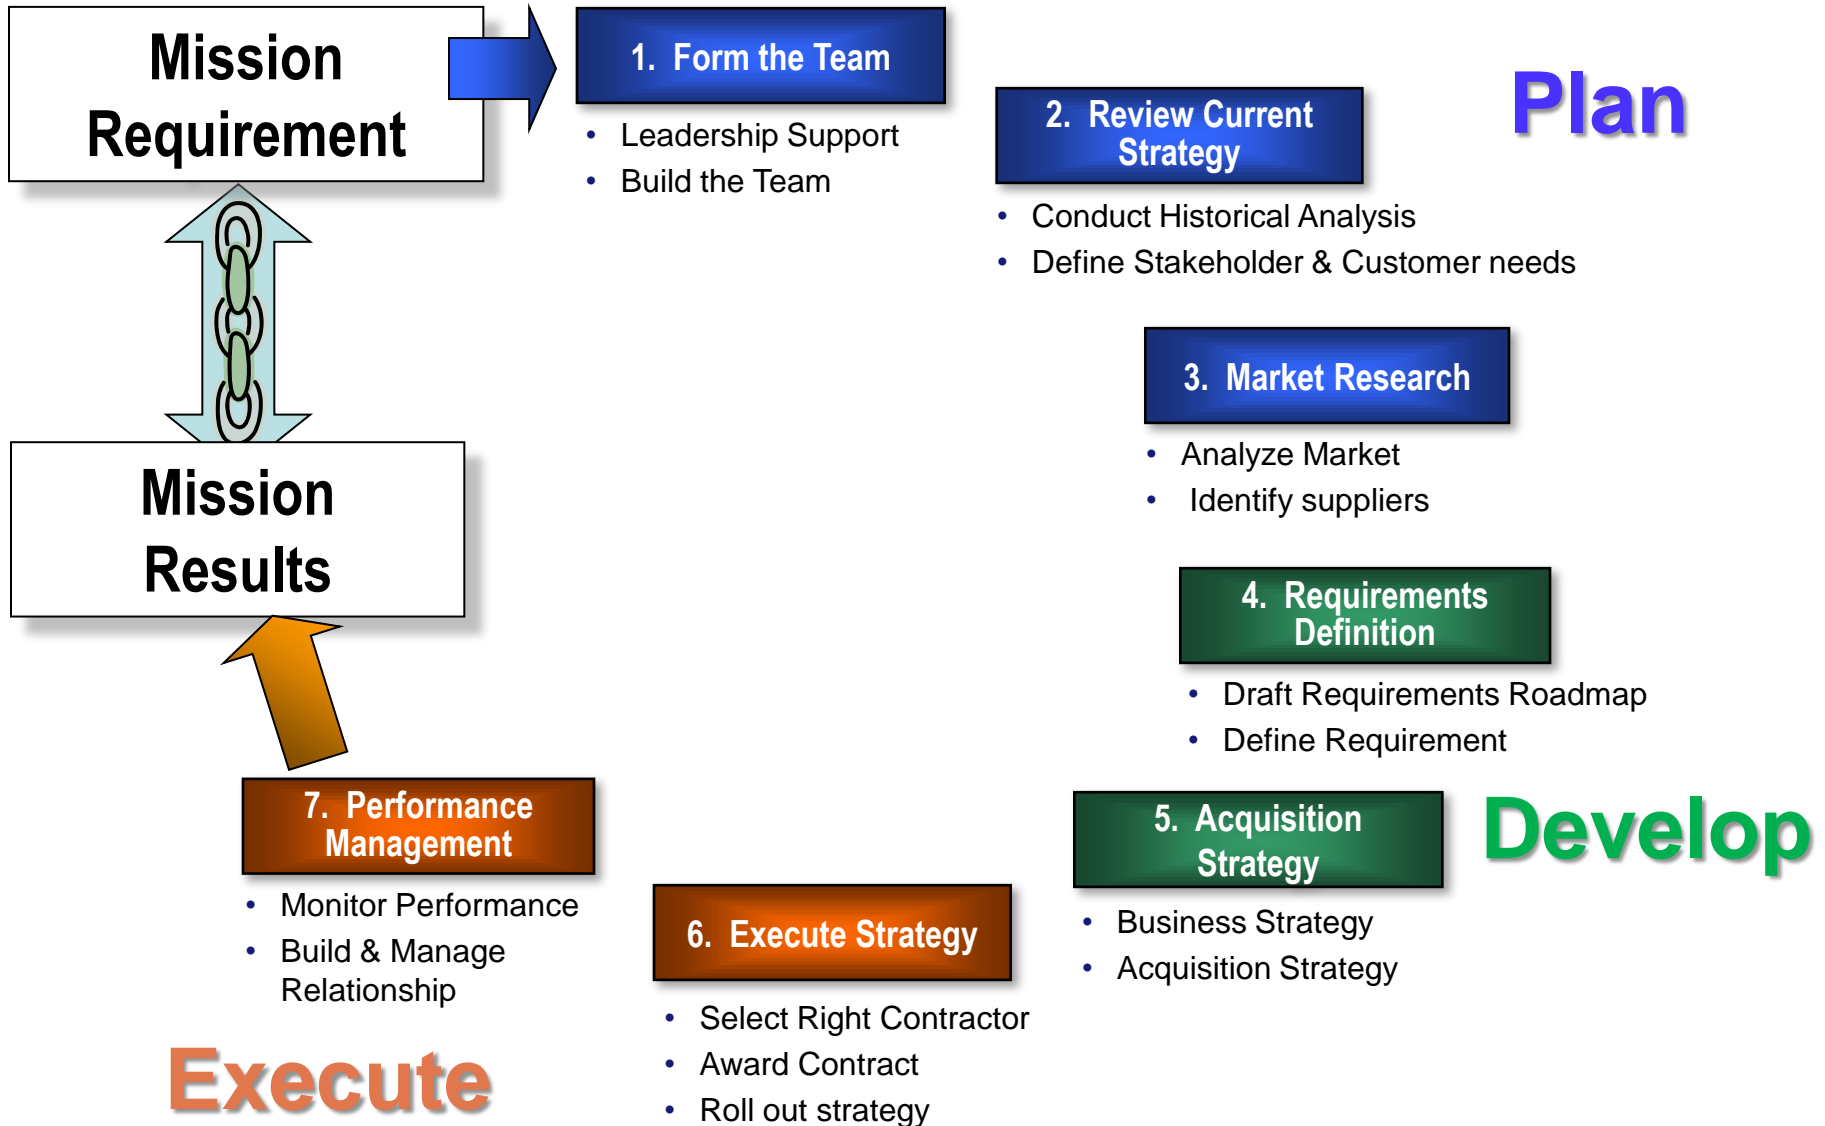 Mission
Requirement
1. Form the Team
• Leadership Support
• Build the Team
Plan
2. Review Current
Strategy
• Conduct Historical Analysis
• Define Stakeholder & Customer needs
3. Market Research
• Analyze Market
• Identify suppliers
4. Requirements
Definition
• Draft Requirements Roadmap
• Define Requirement
Develop
5. Acquisition
Strategy
• Business Strategy
• Acquisition Strategy
6. Execute Strategy
• Select Right Contractor
• Award Contract
• Roll out strategy
Execute
7. Performance
Management
• Monitor Performance
• Build & Manage
Relationship
Mission
Results